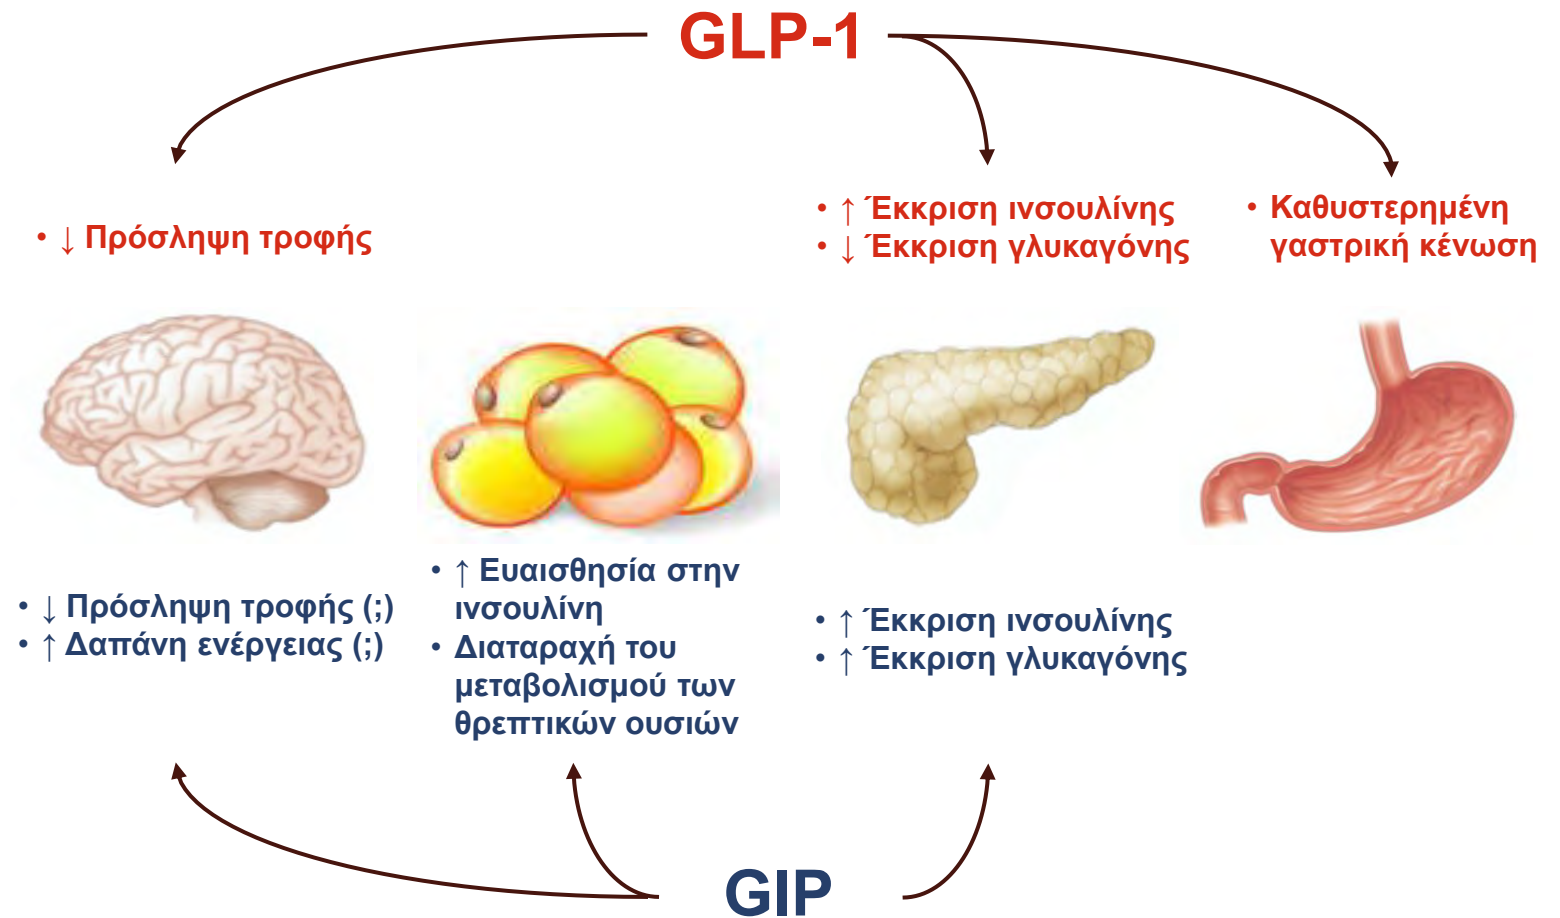 GLP-1
• ↓ Πρόσληψη τροφής
• ↑ Έκκριση ινσουλίνης
• ↓ Έκκριση γλυκαγόνης
• Καθυστερημένη
γαστρική κένωση
• ↓ Πρόσληψη τροφής (;)
• ↑ Δαπάνη ενέργειας (;)
• ↑ Ευαισθησία στην
ινσουλίνη
• Διαταραχή του
μεταβολισμού των
θρεπτικών ουσιών
• ↑ Έκκριση ινσουλίνης
• ↑ Έκκριση γλυκαγόνης
GIP